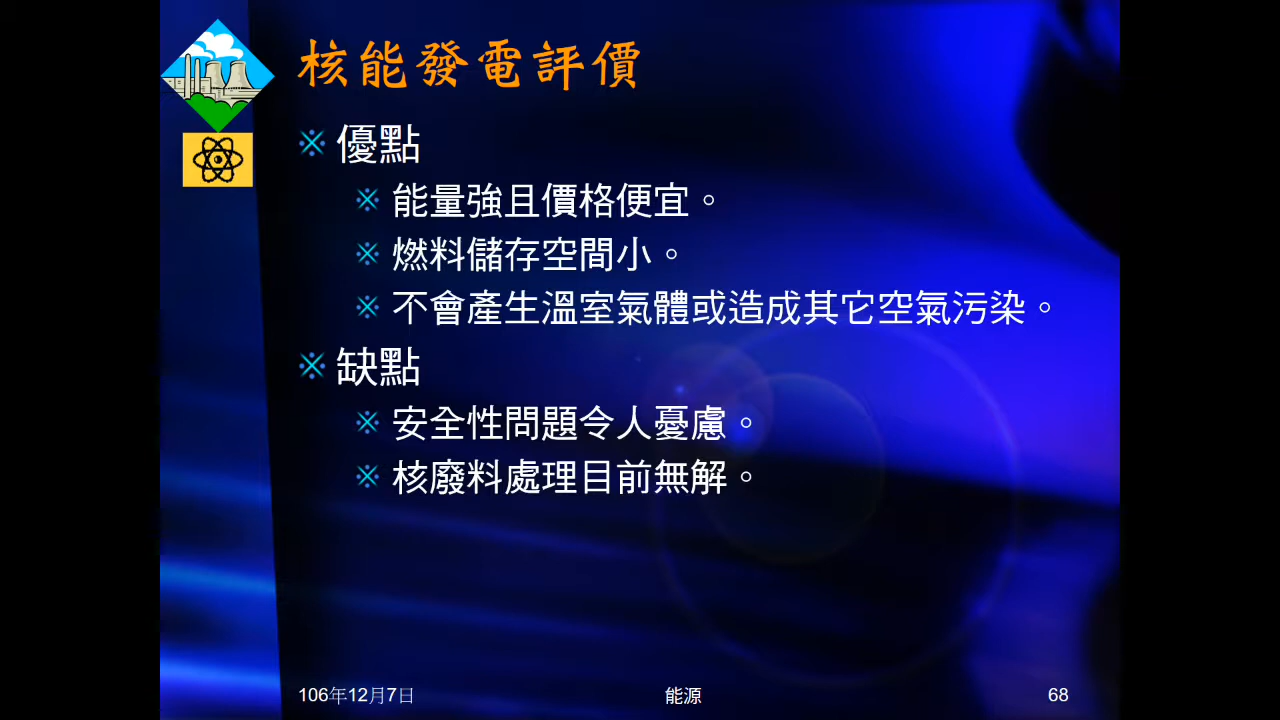 核能發電評價
※ 優點
※ 能量強且價格便宜。
※ 燃料儲存空間小。
※ 不會產生溫室氣體或造成其它空氣污染。
※ 缺點
※ 安全性問題令人憂慮。
※ 核廢料處理目前無解。
106年12月7日
能源
68